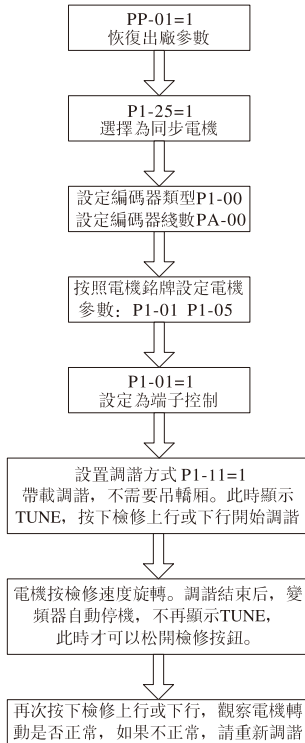 PP-01=1
恢復出廠參數
P1-25=1
選擇為同步電機
設定編碼器類型P1-00
設定编碼器綫數PA-00
按照電機銘牌設定電機
參數：P1-01 P1-05
P1-01=1
設定為端子控制
設置調諧方式 P1-11=1
帶載調諧，不需要吊轎厢。此時顯示
TUNE，按下檢修上行或下行開始調諧
電機按檢修速度旋轉。調諧結束后，變
頻器自動停機，不再顯示TUNE，
此時才可以松開檢修按鈕。
再次按下檢修上行或下行，觀察電機轉
動是否正常，如果不正常，請重新調諧